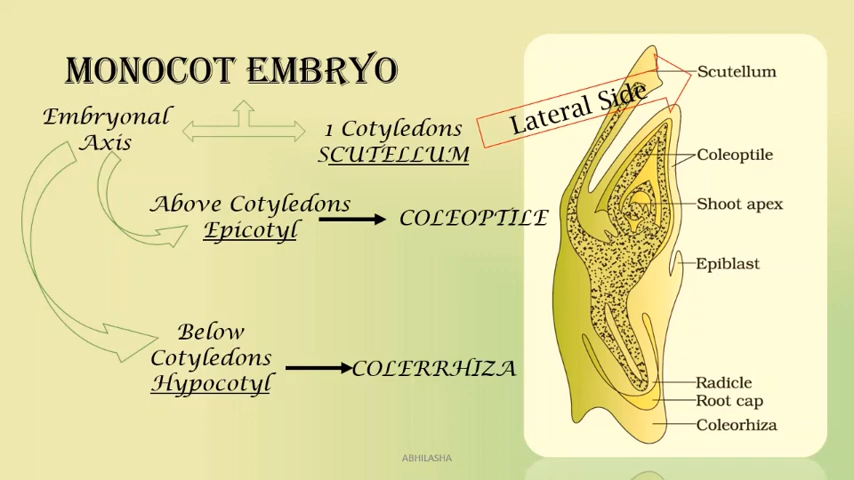 MONOCOT EMBRYO
Embryonal
Axis
1 Cotyledons
SCUTELLUM
Lateral Side
Above Cotyledons
Epicotyl
COLEOPTILE
Below
Cotyledons
Hypocotyl
COLERRHIZA
Scutellum
Coleoptile
Shoot apex
Epiblast
Radicle
Root cap
Coleorhiza
ABHILASHA